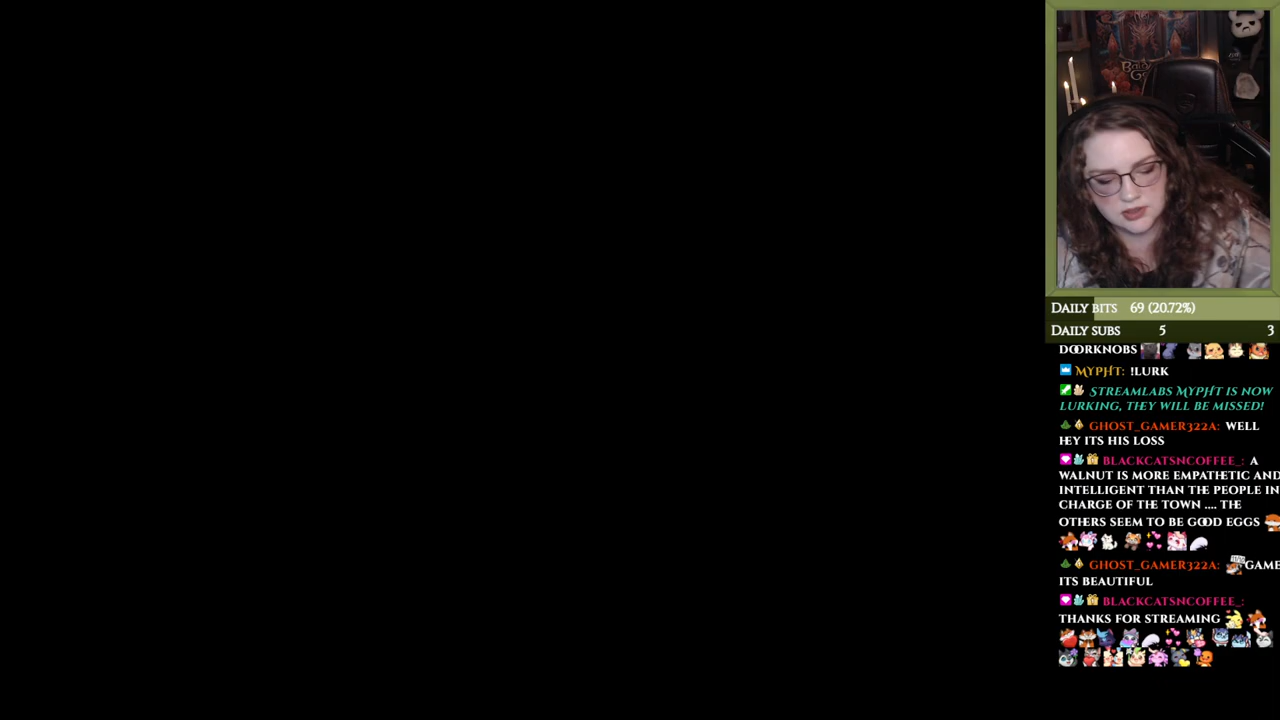 DAILY BITS 69 (20.72%)
DAILY SUBS 5 3
DOORKNOBS
MYPHT: !LURK
STREAMLABS MYPHT IS NOW
LURKING, THEY WILL BE MISSED!
GHOST_GAMER322A: WELL
HEY ITS HIS LOSS
BLACKCATSNCOFFEE_: A
WALNUT IS MORE EMPATHETIC AND
INTELLIGENT THAN THE PEOPLE IN
CHARGE OF THE TOWN .... THE
OTHERS SEEM TO BE GOOD EGGS
GHOST_GAMER322A: GAME
ITS BEAUTIFUL
BLACKCATSNCOFFEE_:
THANKS FOR STREAMING